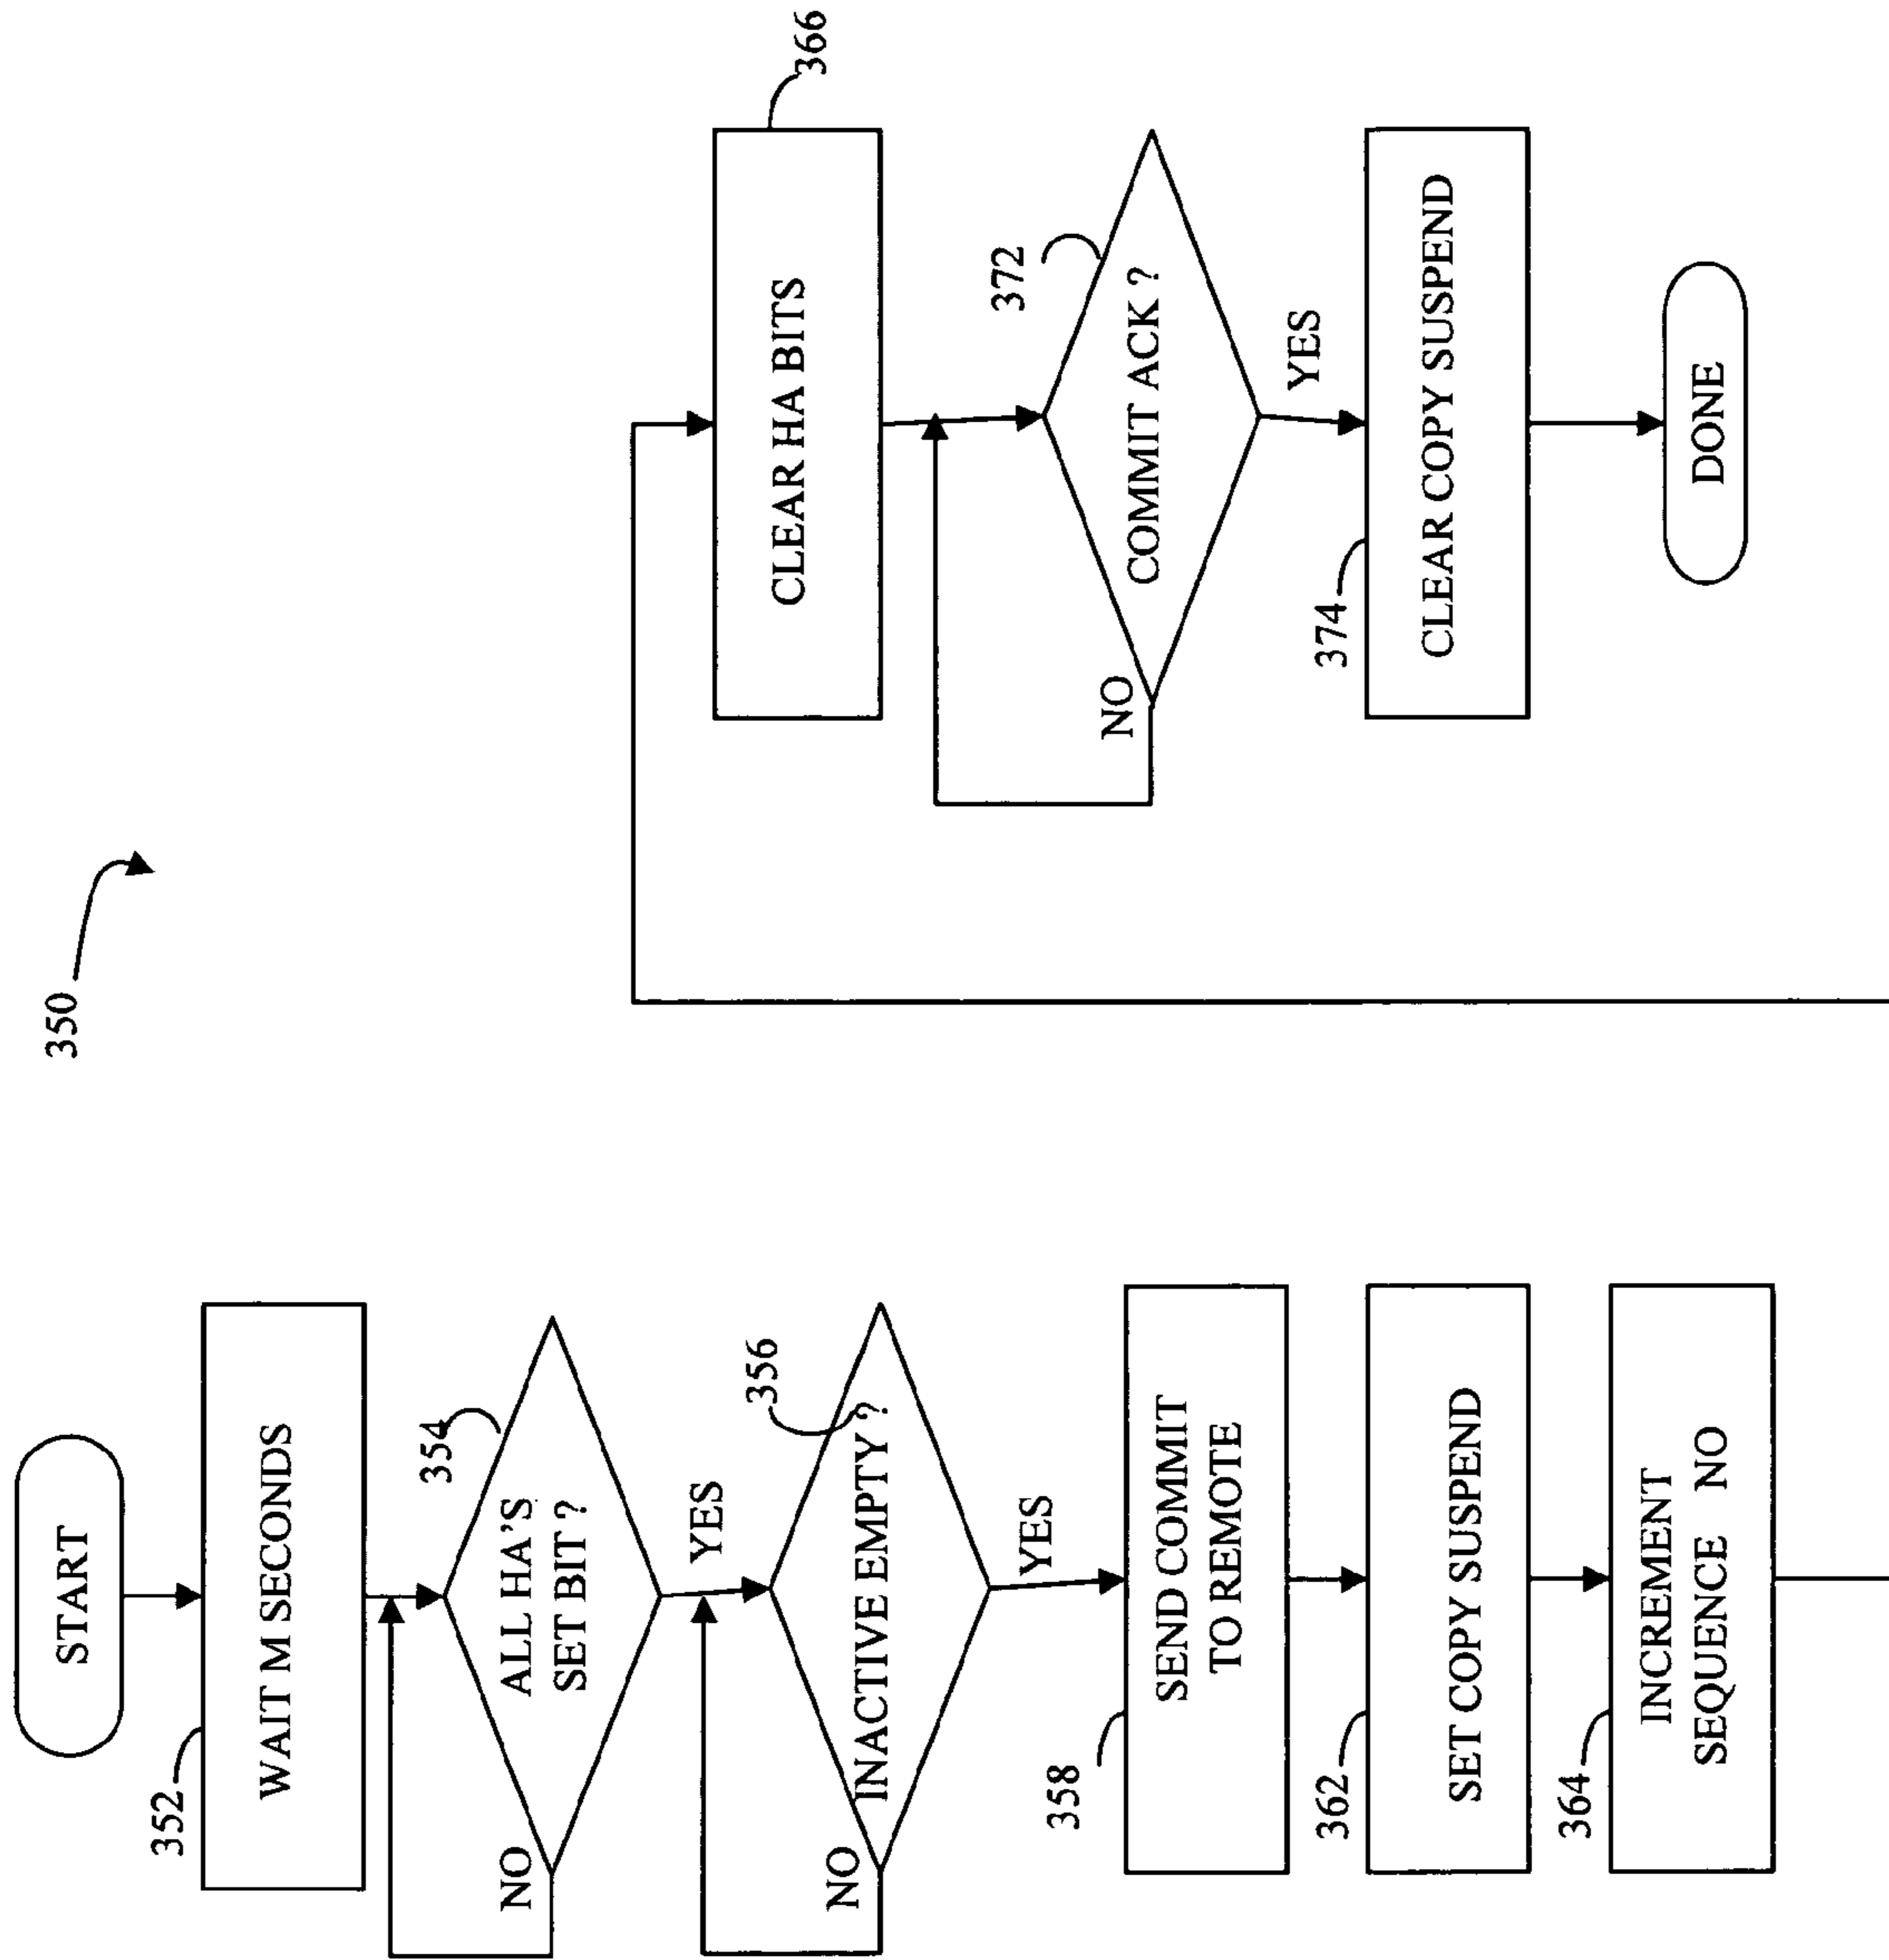 350
START
352
WAIT M SECONDS
354
ALL HA'S
SET BIT ?
NO
YES
356
INACTIVE EMPTY ?
NO
YES
358
SEND COMMIT
TO REMOTE
362
SET COPY SUSPEND
364
INCREMENT
SEQUENCE NO
366
CLEAR HA BITS
372
COMMIT ACK ?
NO
YES
374
CLEAR COPY SUSPEND
DONE